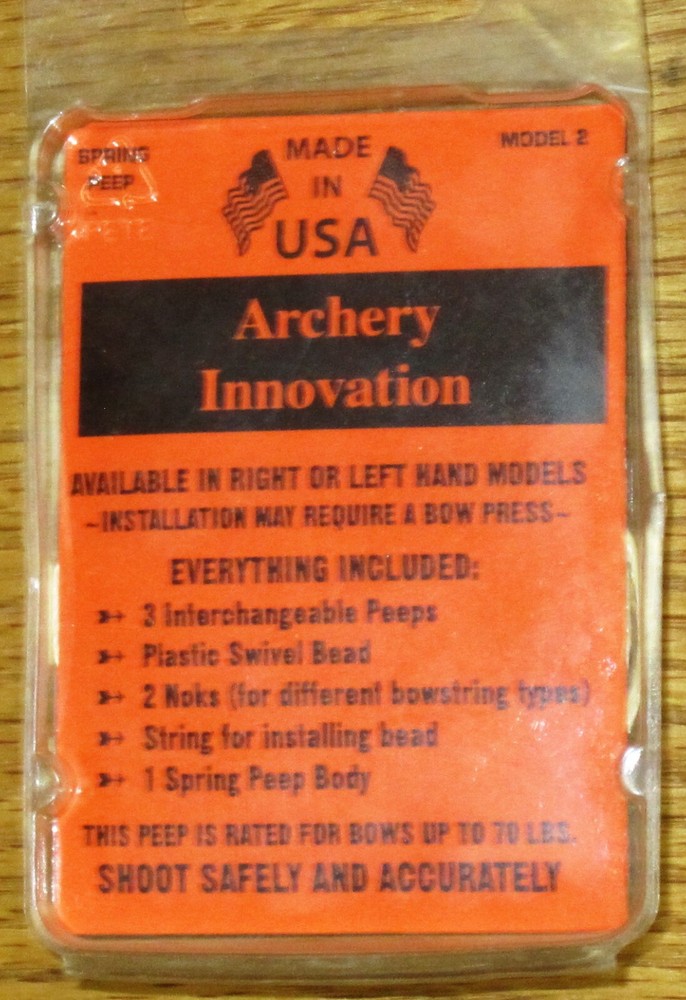 SPRING
PEEP
MADE
IN
USA
MODEL 2
PETE
Archery
Innovation
AVAILABLE IN RIGHT OR LEFT HAND MODELS
~INSTALLATION MAY REQUIRE A BOW PRESS~
EVERYTHING INCLUDED:
➳ 3 Interchangeable Peeps
➳ Plastic Swivel Bead
➳ 2 Noks (for different bowstring types)
➳ String for installing bead
➳ 1 Spring Peep Body
THIS PEEP IS RATED FOR BOWS UP TO 70 LBS.
SHOOT SAFELY AND ACCURATELY